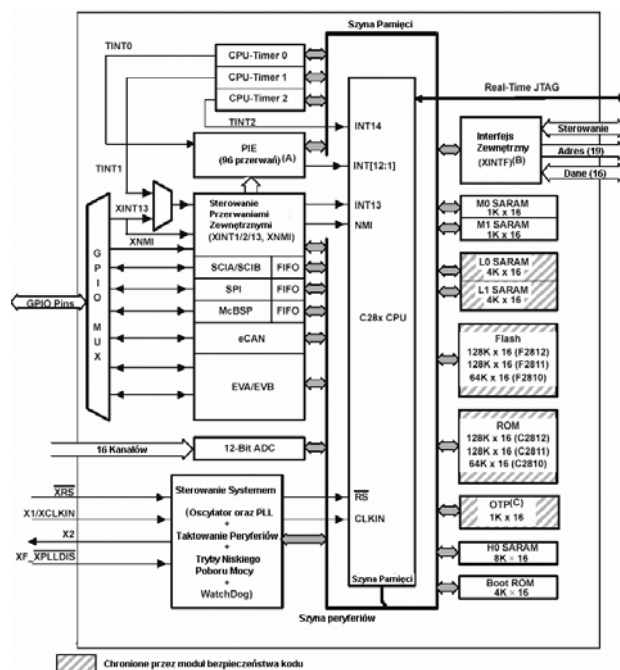 Szyna Pamięci
TINT0
CPU-Timer 0
CPU-Timer 1
CPU-Timer 2
Real-Time JTAG
TINT2
INT14
PIE
(96 przerwań)(A)
INT[12:1]
Interfejs
Zewnętrzny
(XINTF)(B)
Sterowanie
Adres (19)
Dane (16)
TINT1
XINT13
XNMI
Sterowanie
Przerwaniami
Zewnętrznymi
(XINT1/2/13, XNMI)
INT13
NMI
M0 SARAM
1K x 16
M1 SARAM
1K x 16
GPIO Pins
GPIO MUX
SCIA/SCIB
FIFO
SPI
FIFO
McBSP
FIFO
eCAN
EVA/EVB
C28x CPU
L0 SARAM
4K x 16
L1 SARAM
4K x 16
Flash
128K x 16 (F2812)
128K x 16 (F2811)
64K x 16 (F2810)
16 Kanałów
12-Bit ADC
ROM
128K x 16 (C2812)
128K x 16 (C2811)
64K x 16 (C2810)
XRS
X1/XCLKIN
X2
XF_XPLLDIS
Sterowanie Systemem
(Oscylator oraz PLL
+
Taktowanie Peryferiów
+
Tryby Niskiego
Poboru Mocy
+
WatchDog)
RS
CLKIN
OTP(C)
1K x 16
H0 SARAM
8K × 16
Boot ROM
4K × 16
Szyna Pamięci
Szyna peryferiów
Chronione przez moduł bezpieczeństwa kodu